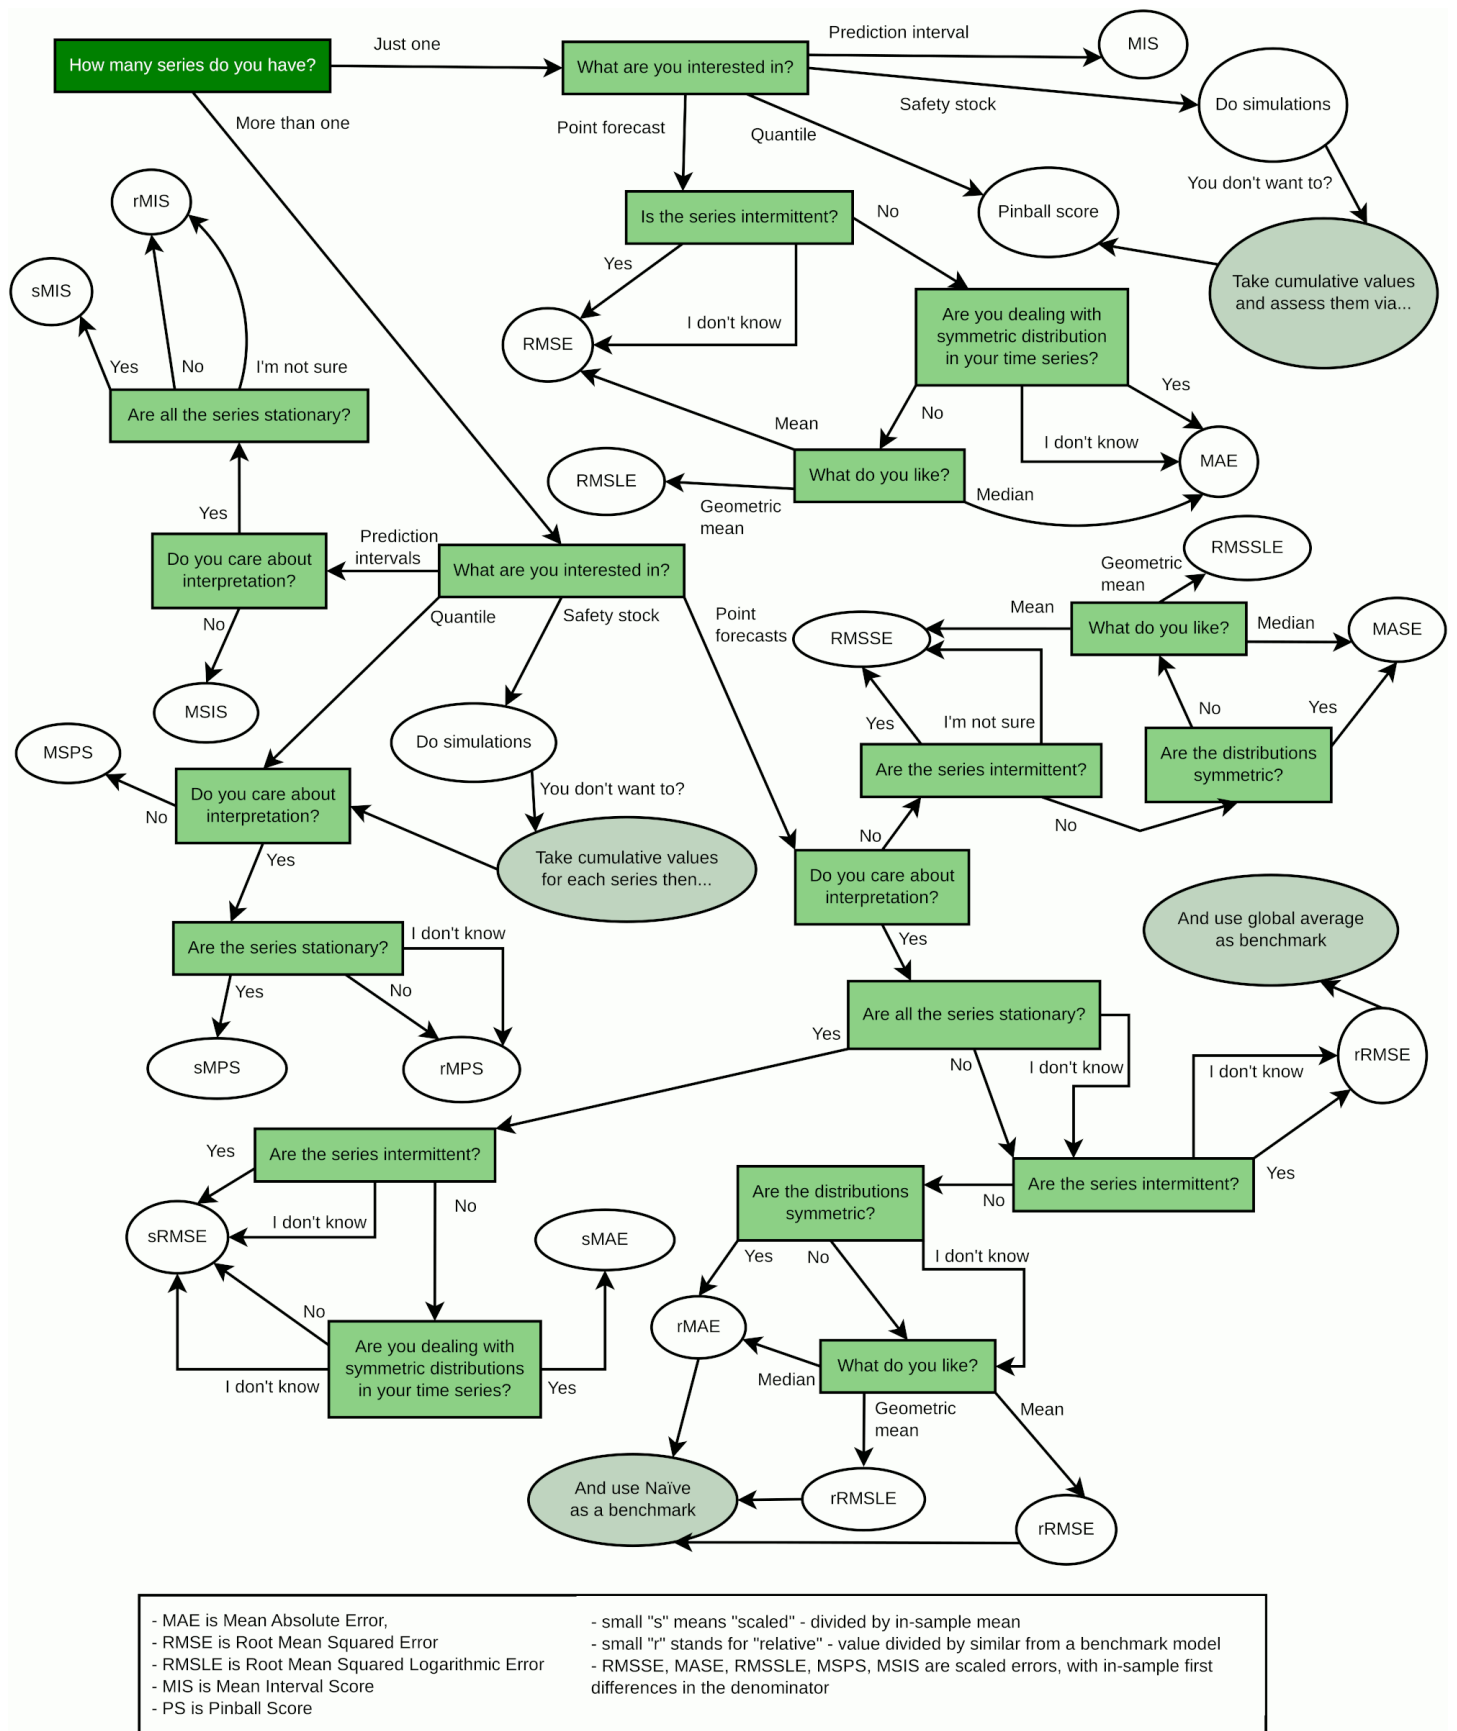 How many series do you have?
Just one
More than one
What are you interested in?
Prediction interval
MIS
Safety stock
Do simulations
You don't want to?
Take cumulative values
and assess them via...
Point forecast
Quantile
Pinball score
Is the series intermittent?
No
Yes
I don't know
RMSE
Are you dealing with
symmetric distribution
in your time series?
Yes
No
I don't know
MAE
Mean
What do you like?
Median
Geometric
mean
RMSLE
rMIS
sMIS
Yes
No
I'm not sure
Are all the series stationary?
Yes
Do you care about
interpretation?
No
MSIS
Prediction
intervals
What are you interested in?
Quantile
Safety stock
Point
forecasts
Do simulations
You don't want to?
Take cumulative values
for each series then...
MSPS
No
Do you care about
interpretation?
Yes
Are the series stationary?
I don't know
Yes
No
sMPS
rMPS
RMSSLE
Geometric
mean
Mean
What do you like?
Median
MASE
RMSSE
No
Yes
Yes
I'm not sure
Are the series intermittent?
Are the distributions
symmetric?
No
No
Do you care about
interpretation?
Yes
Are all the series stationary?
Yes
No
I don't know
And use global average
as benchmark
rRMSE
I don't know
Yes
Are the series intermittent?
No
Are the series intermittent?
Yes
I don't know
No
sRMSE
sMAE
No
Are you dealing with
symmetric distributions
in your time series?
I don't know
Yes
Are the distributions
symmetric?
Yes
No
I don't know
rMAE
What do you like?
Median
Geometric
mean
Mean
And use Naïve
as a benchmark
rRMSLE
rRMSE
- MAE is Mean Absolute Error,
- RMSE is Root Mean Squared Error
- RMSLE is Root Mean Squared Logarithmic Error
- MIS is Mean Interval Score
- PS is Pinball Score
- small "s" means "scaled" - divided by in-sample mean
- small "r" stands for "relative" - value divided by similar from a benchmark model
- RMSSE, MASE, RMSSLE, MSPS, MSIS are scaled errors, with in-sample first
differences in the denominator